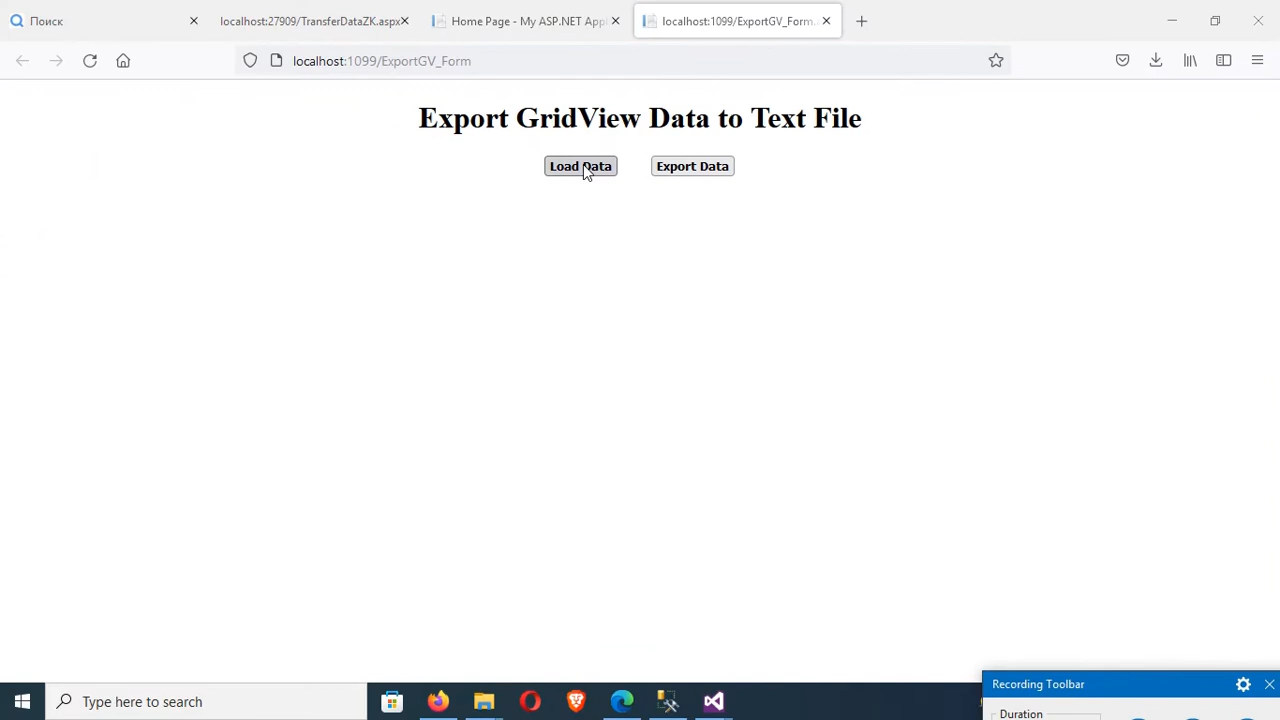 Поиск
localhost:27909/TransferDataZK.aspx
Home Page - My ASP.NET Appl
localhost:1099/ExportGV_Form.a
localhost:1099/ExportGV_Form
Export GridView Data to Text File
Load Data
Export Data
Recording Toolbar
Type here to search
Duration